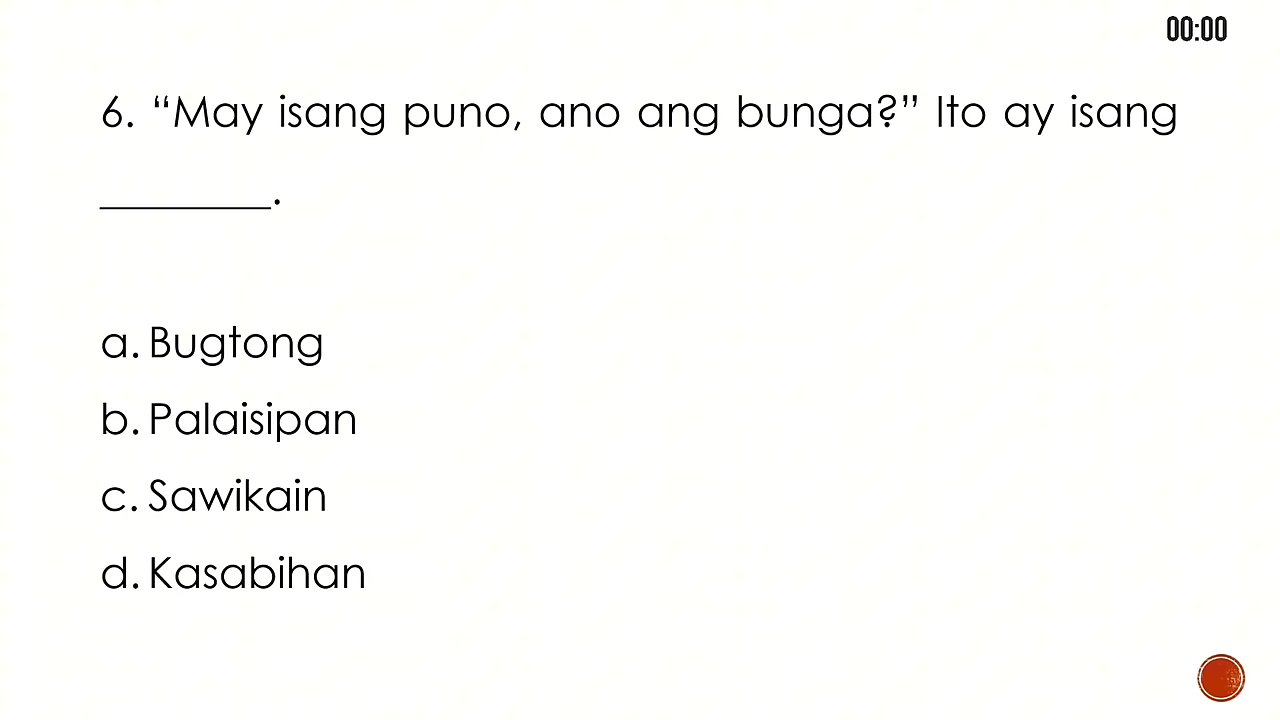 00:00
6. “May isang puno, ano ang bunga?” Ito ay isang
________.
a. Bugtong
b. Palaisipan
c. Sawikain
d. Kasabihan